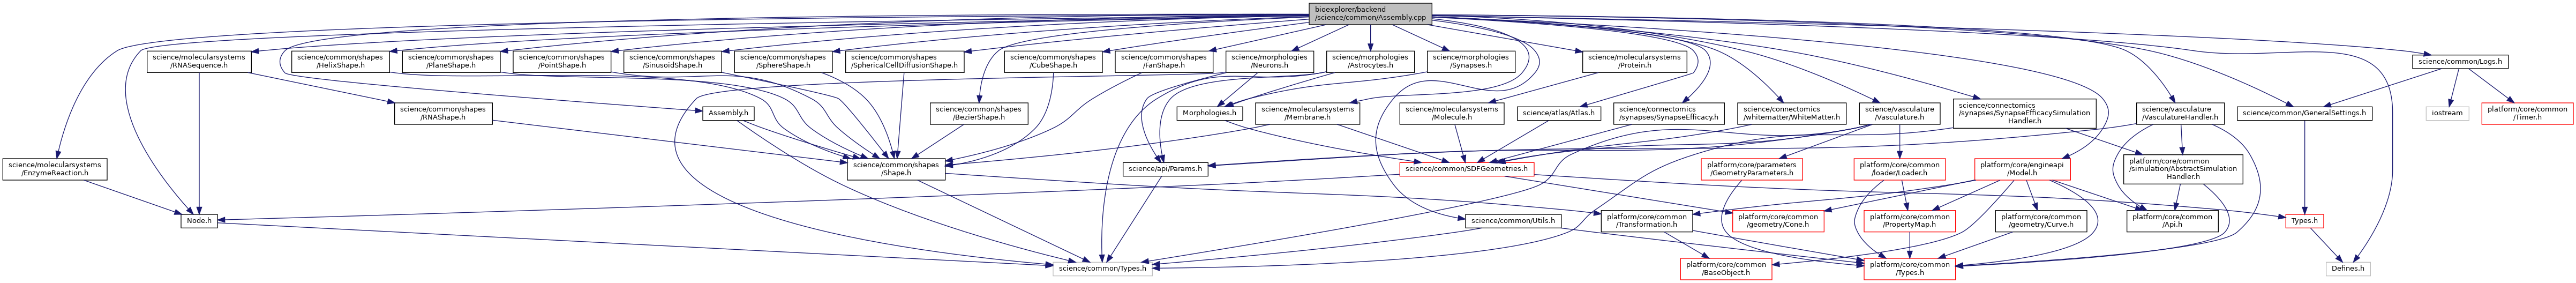 bioexplorer/backend
/science/common/Assembly.cpp
science/molecularsystems
/RNASequence.h
science/common/shapes
/HelixShape.h
science/common/shapes
/PlaneShape.h
science/common/shapes
/PointShape.h
science/common/shapes
/SinusoidShape.h
science/common/shapes
/SphereShape.h
science/common/shapes
/SphericalCellDiffusionShape.h
science/common/shapes
/CubeShape.h
science/common/shapes
/FanShape.h
science/morphologies
/Neurons.h
science/morphologies
/Astrocytes.h
science/morphologies
/Synapses.h
science/molecularsystems
/Protein.h
science/common/Logs.h
science/common/shapes
/RNAShape.h
Assembly.h
science/common/shapes
/BezierShape.h
Morphologies.h
science/molecularsystems
/Membrane.h
science/molecularsystems
/Molecule.h
science/atlas/Atlas.h
science/connectomics
/synapses/SynapseEfficacy.h
science/connectomics
/whitematter/WhiteMatter.h
science/vasculature
/Vasculature.h
science/connectomics
/synapses/SynapseEfficacySimulation
Handler.h
science/vasculature
/VasculatureHandler.h
science/common/GeneralSettings.h
iostream
platform/core/common
/Timer.h
science/molecularsystems
/EnzymeReaction.h
science/common/shapes
/Shape.h
science/api/Params.h
science/common/SDFGeometries.h
platform/core/parameters
/GeometryParameters.h
platform/core/common
/loader/Loader.h
platform/core/engineapi
/Model.h
platform/core/common
/simulation/AbstractSimulation
Handler.h
Node.h
science/common/Utils.h
platform/core/common
/Transformation.h
platform/core/common
/geometry/Cone.h
platform/core/common
/PropertyMap.h
platform/core/common
/geometry/Curve.h
platform/core/common
/Api.h
Types.h
science/common/Types.h
platform/core/common
/BaseObject.h
platform/core/common
/Types.h
Defines.h